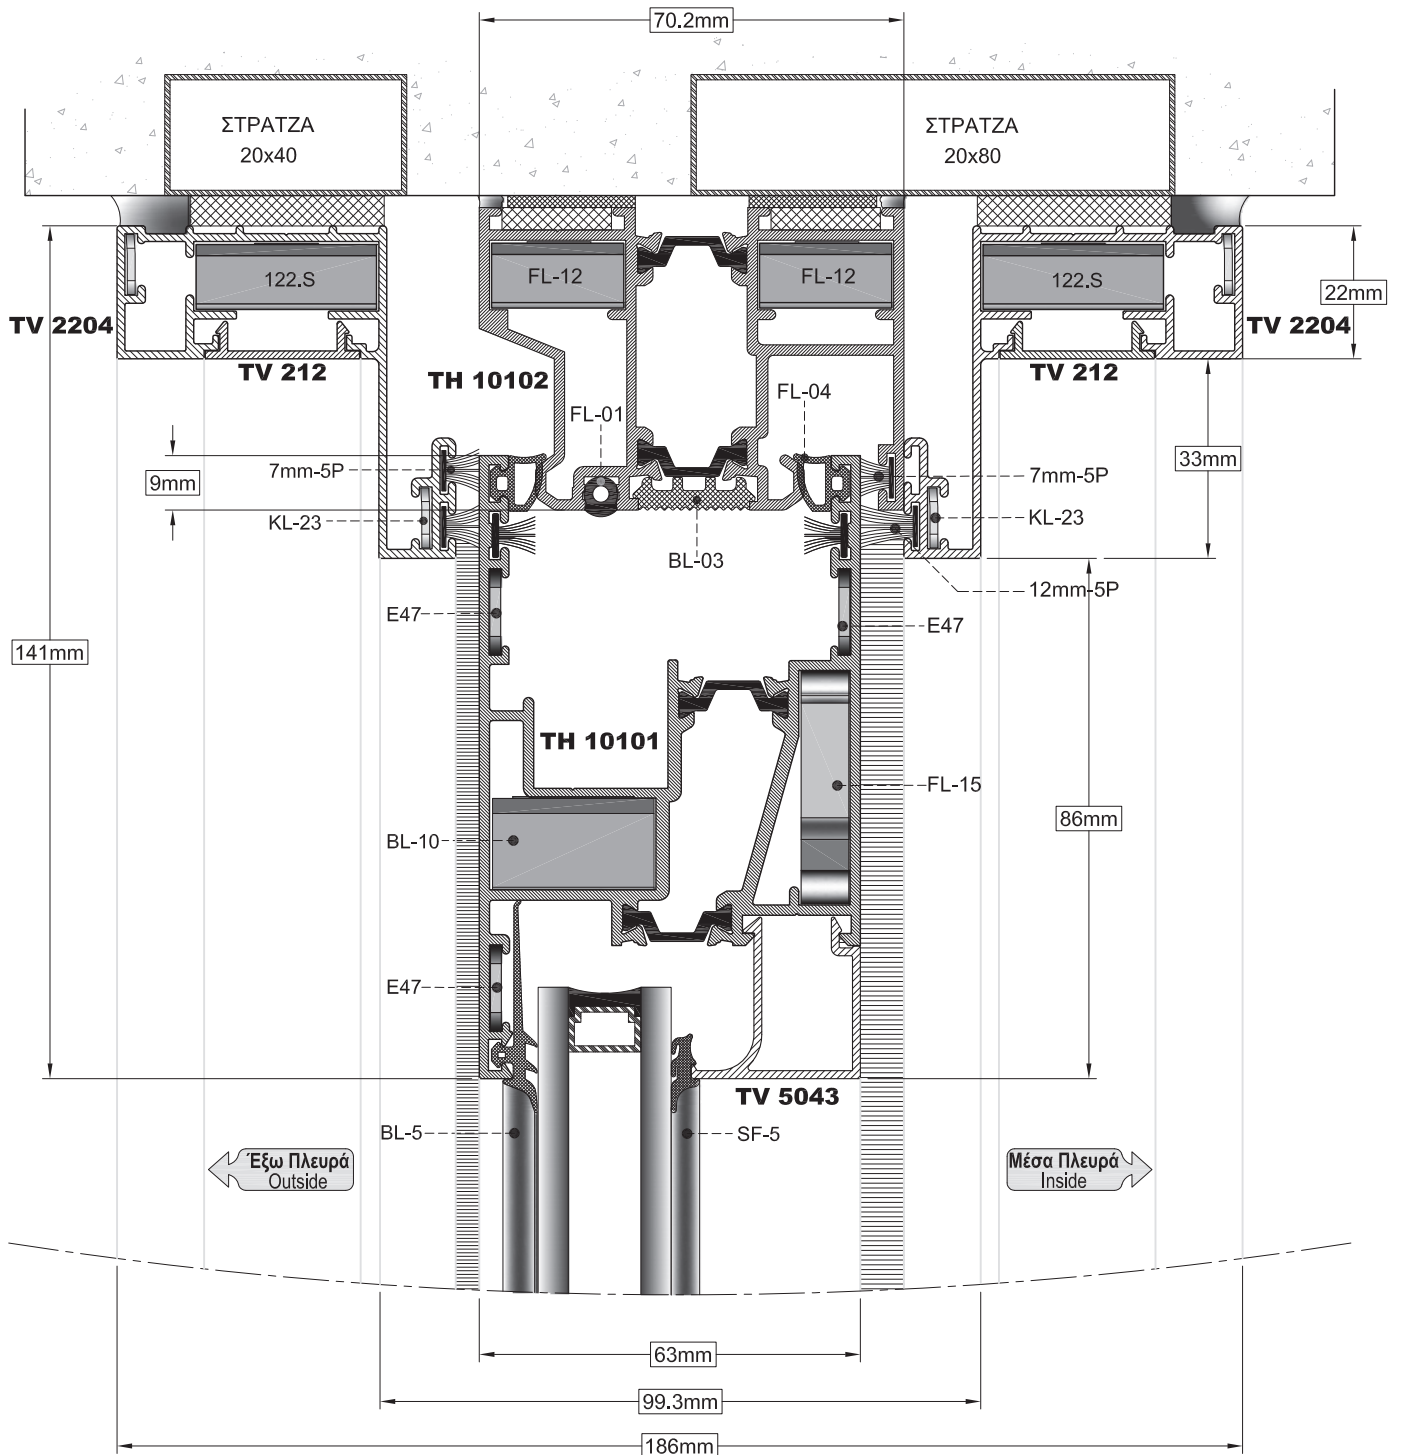 70.2mm
ΣΤΡΑΤΖΑ
20x40
ΣΤΡΑΤΖΑ
20x80
122.S
FL-12
FL-12
122.S
22mm
TV 2204
TV 2204
TV 212
TH 10102
TV 212
FL-01
FL-04
7mm-5P
7mm-5P
33mm
9mm
KL-23
KL-23
BL-03
12mm-5P
E47
E47
141mm
TH 10101
FL-15
86mm
BL-10
E47
TV 5043
BL-5
SF-5
Έξω Πλευρά
Outside
Μέσα Πλευρά
Inside
63mm
99.3mm
186mm